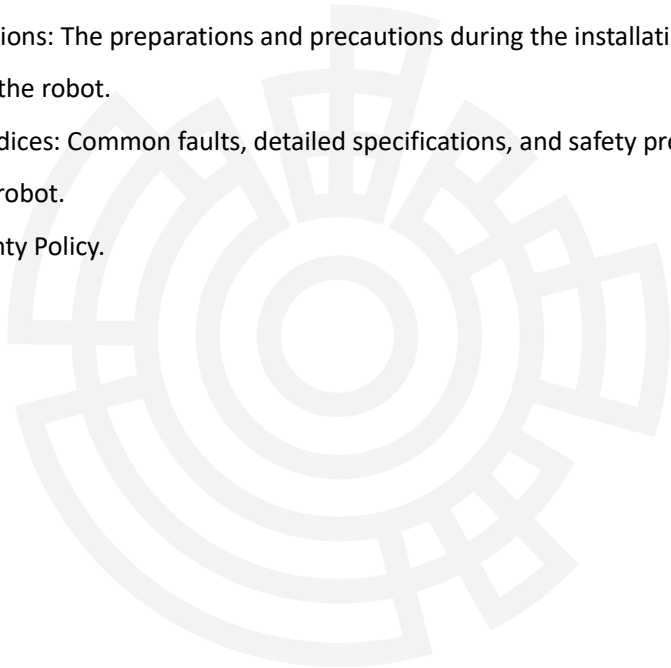 ions: The preparations and precautions during the installati
the robot.
dices: Common faults, detailed specifications, and safety pre
robot.
nty Policy.